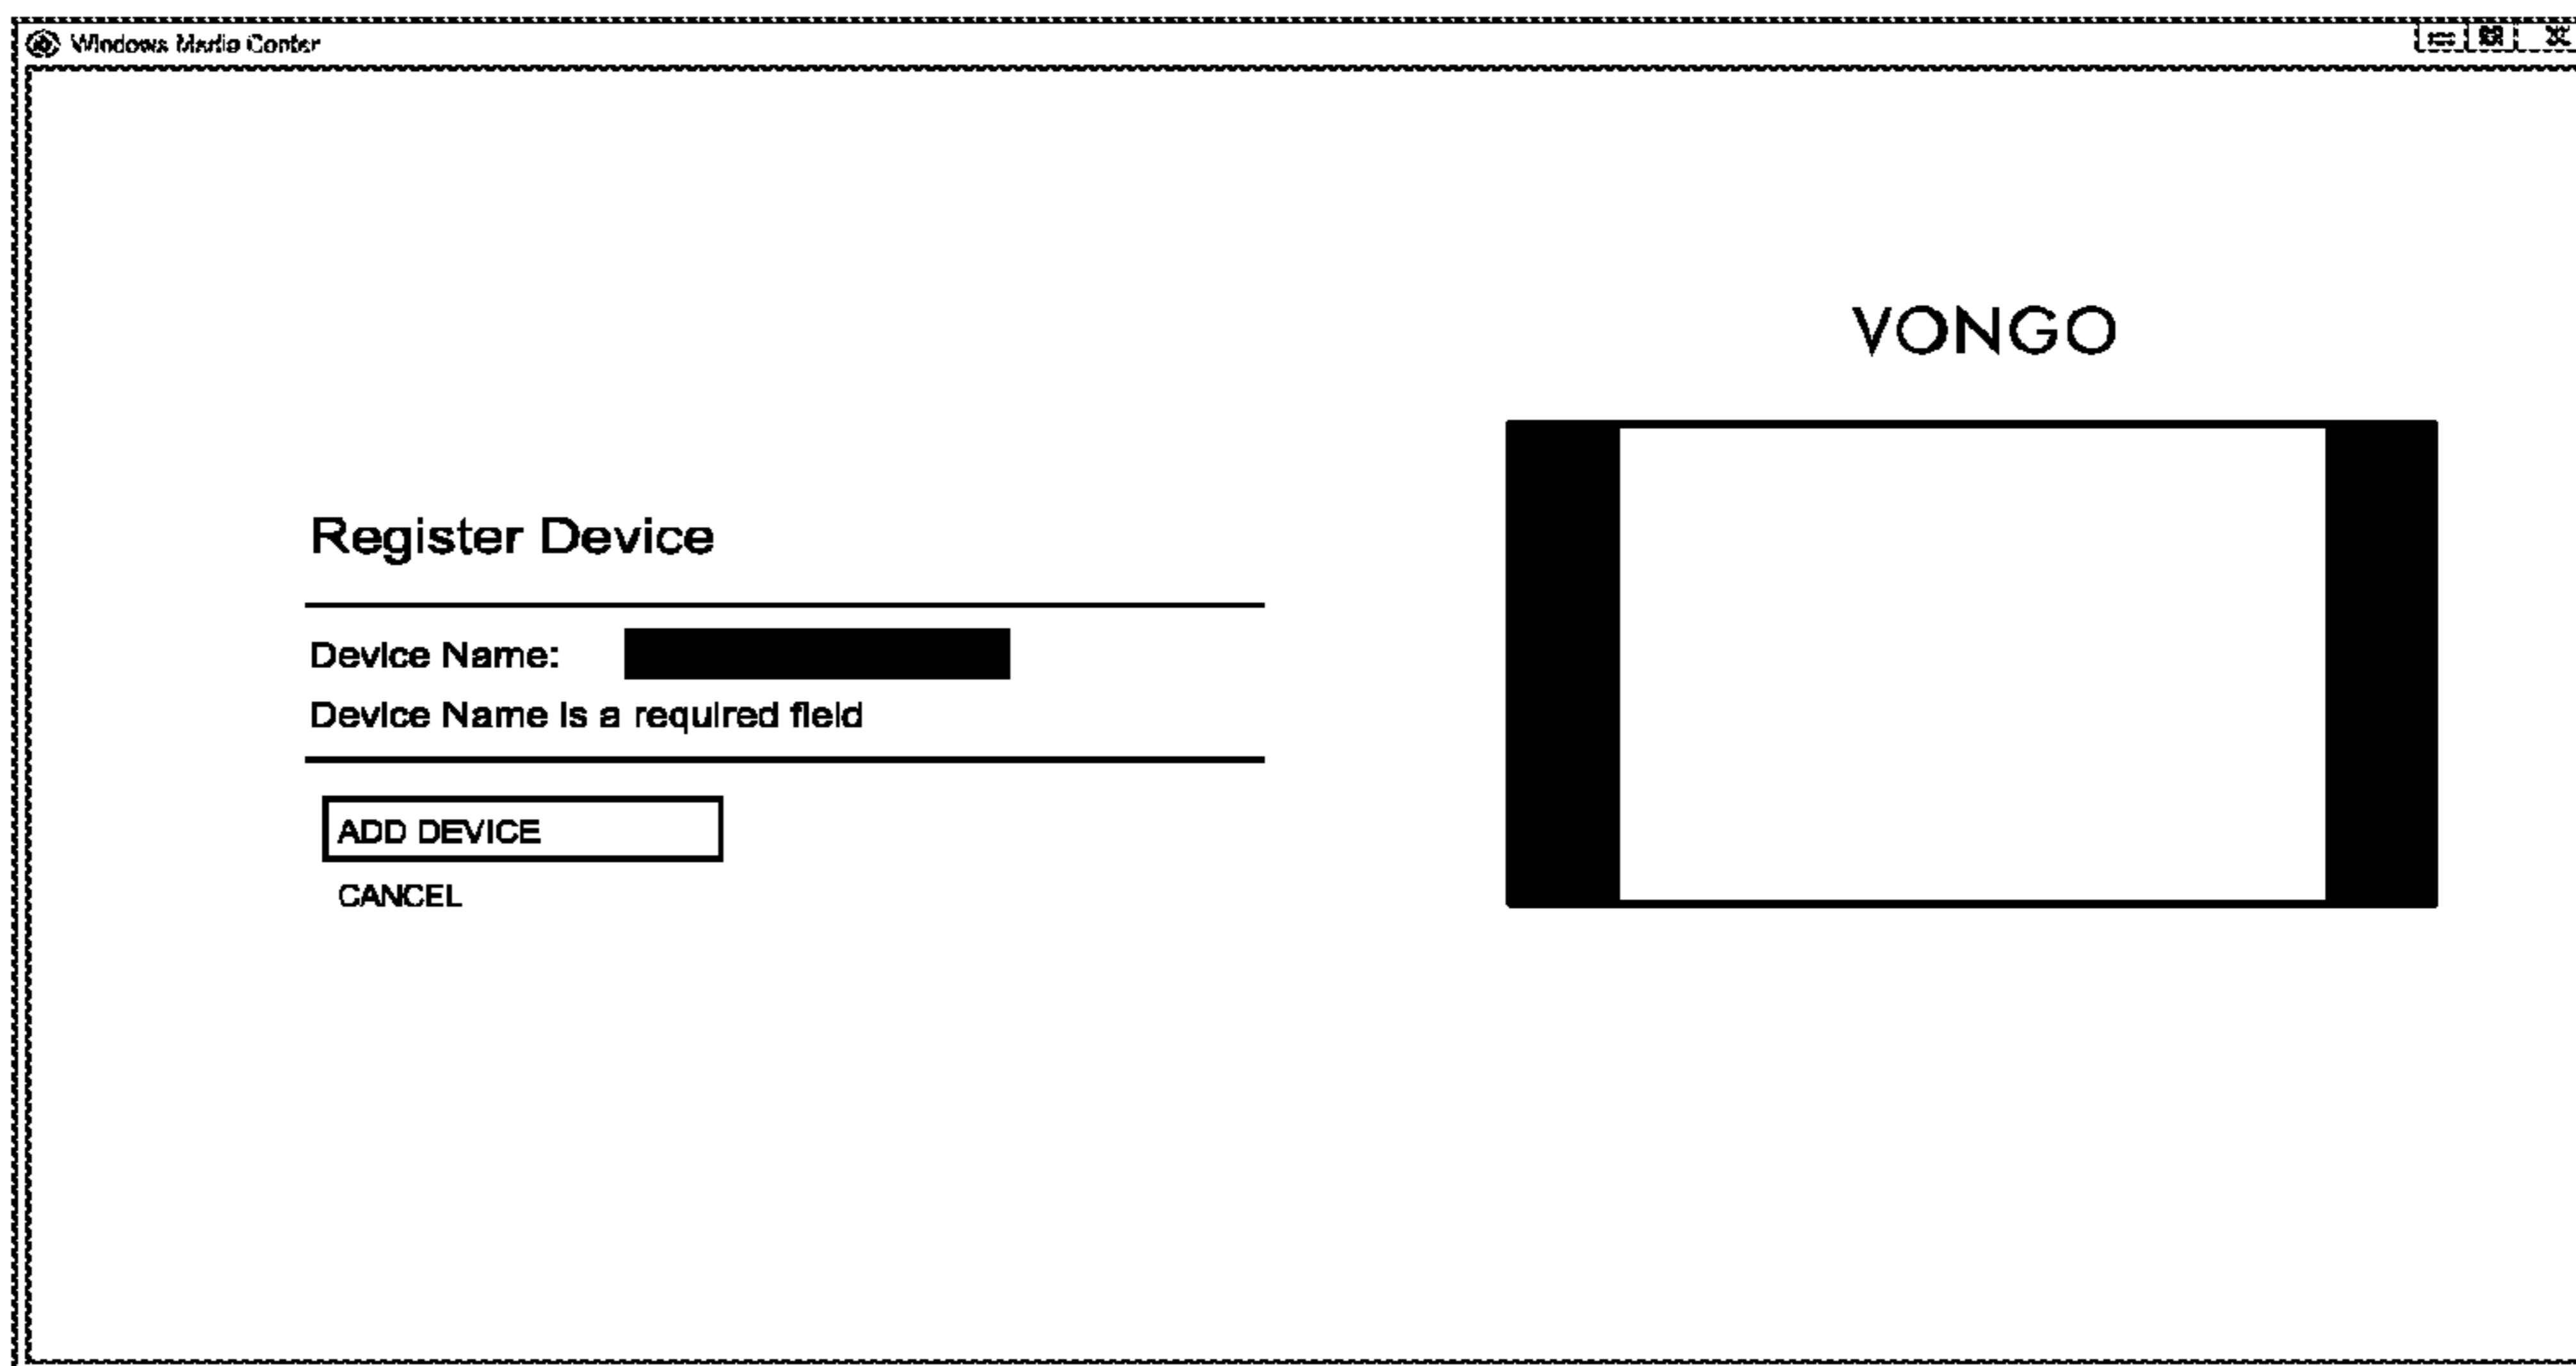 Windows Media Center
VONGO
Register Device
Device Name:
Device Name is a required field
ADD DEVICE
CANCEL